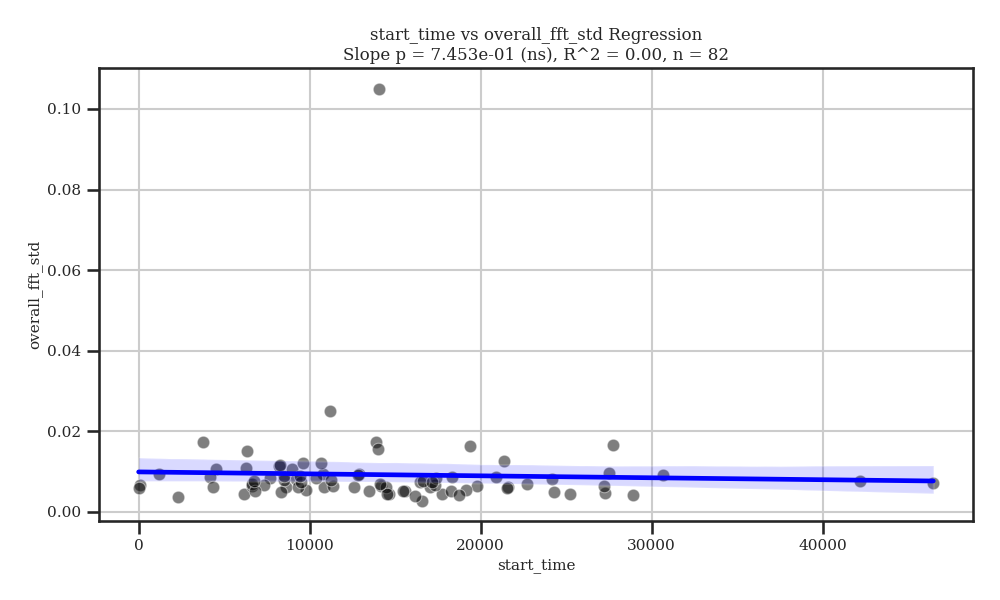 start_time vs overall_fft_std Regression
Slope p = 7.453e-01 (ns), R^2 = 0.00, n = 82
overall_fft_std
0.10
0.08
0.06
0.04
0.02
0.00
0
10000
20000
30000
40000
start_time